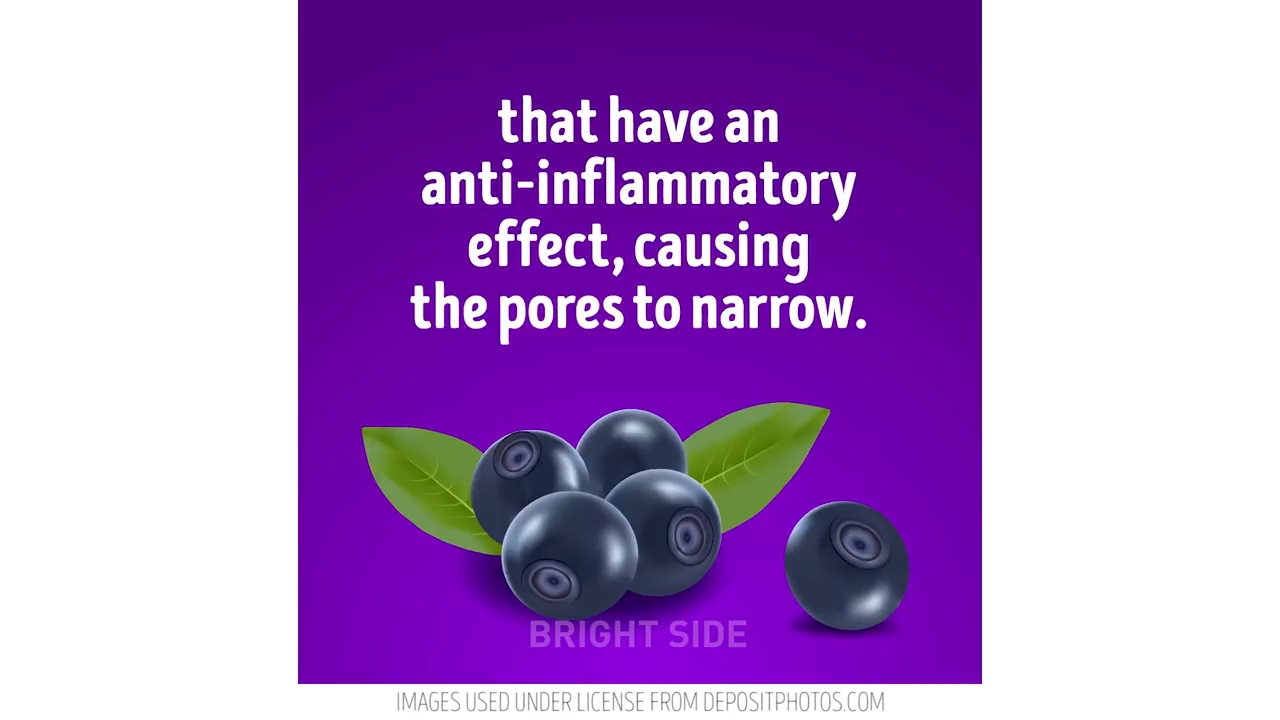 that have an
anti-inflammatory
effect, causing
the pores to narrow.
BRIGHT SIDE
IMAGES USED UNDER LICENSE FROM DEPOSITPHOTOS.COM